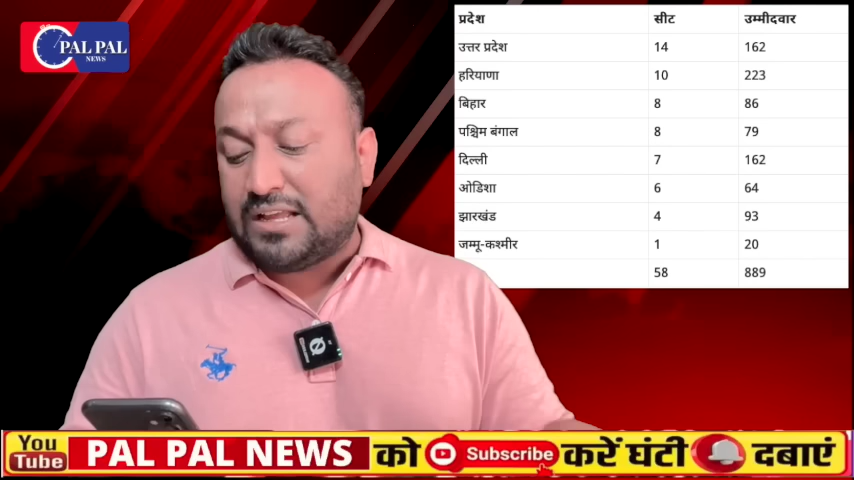 PAL PAL
NEWS
प्रदेश सीट उम्मीदवार
उत्तर प्रदेश 14 162
हरियाणा 10 223
बिहार 8 86
पश्चिम बंगाल 8 79
दिल्ली 7 162
ओडिशा 6 64
झारखंड 4 93
जम्मू-कश्मीर 1 20
58 889
You
Tube
PAL PAL NEWS को Subscribe करें घंटी दबाएं